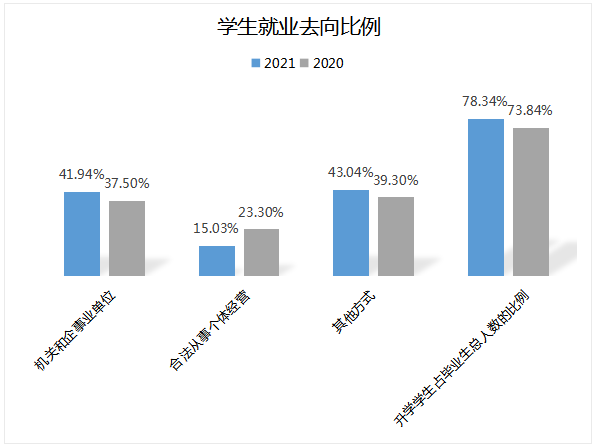 学生就业去向比例
2021 2020
78.34%
73.84%
41.94%
37.50%
43.04%
39.30%
15.03%
23.30%
机关和企事业单位
合法从事个体经营
其他方式
升学学生占毕业生总人数的比例